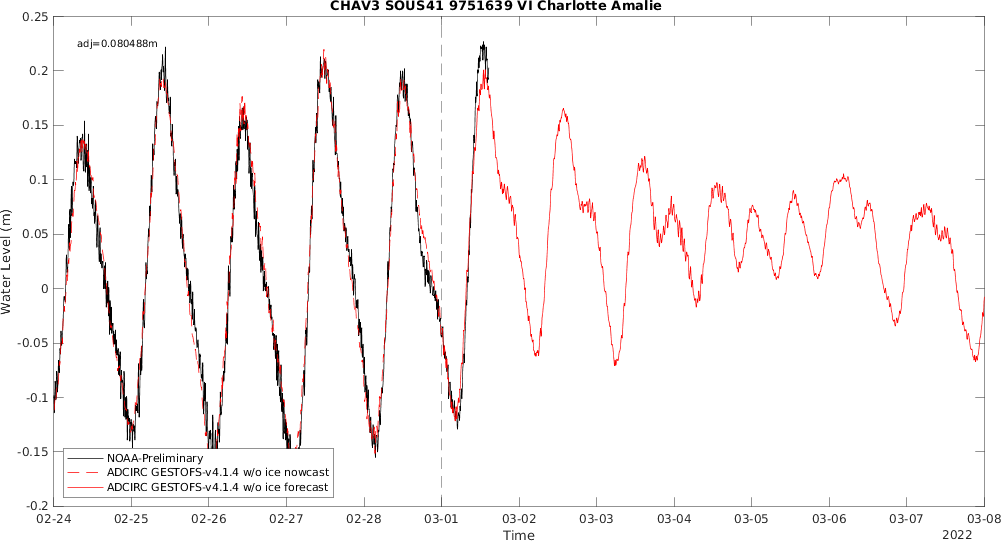 CHAV3 SOUS41 9751639 VI Charlotte Amalie
adj=0.080488m
0.25
0.2
0.15
0.1
0.05
0
-0.05
-0.1
-0.15
-0.2
Water Level (m)
NOAA-Preliminary
ADCIRC GESTOFS-v4.1.4 w/o ice nowcast
ADCIRC GESTOFS-v4.1.4 w/o ice forecast
02-24 02-25 02-26 02-27 02-28 03-01 03-02 03-03 03-04 03-05 03-06 03-07 03-08
Time
2022